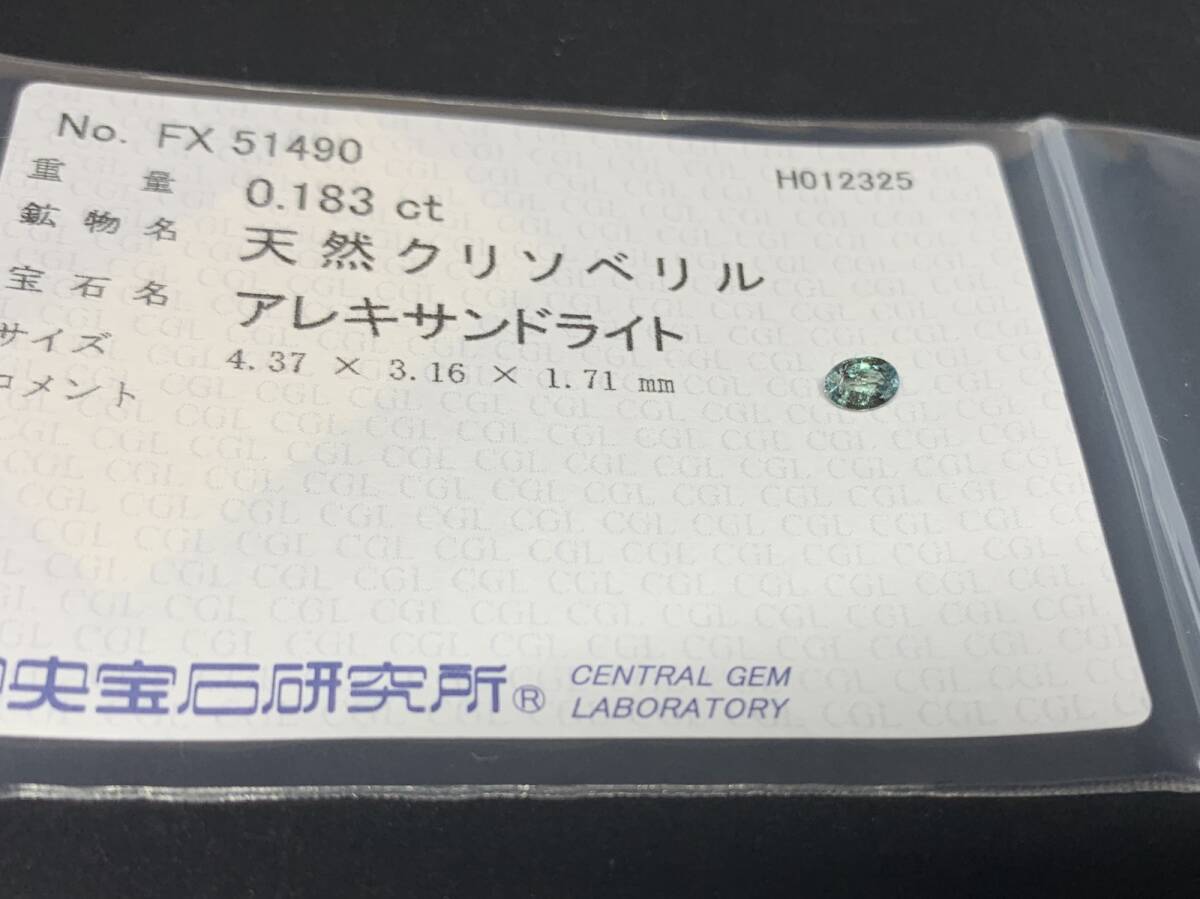 No. FX 51490
H012325
重量 0.183 ct
鉱物名 天然クリソベリル
宝石名 アレキサンドライト
サイズ 4.37 × 3.16 × 1.71 mm
コメント
中央宝石研究所® CENTRAL GEM
LABORATORY